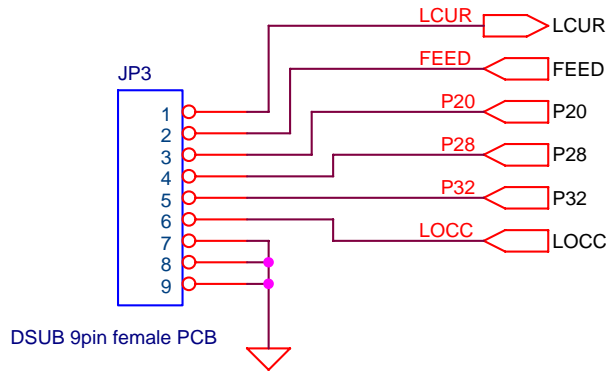 LCUR LCUR
FEED FEED
JP3
P20 P20
1
2
3
P28 P28
4
5
P32 P32
6
LOCC LOCC
7
8
9
DSUB 9pin female PCB